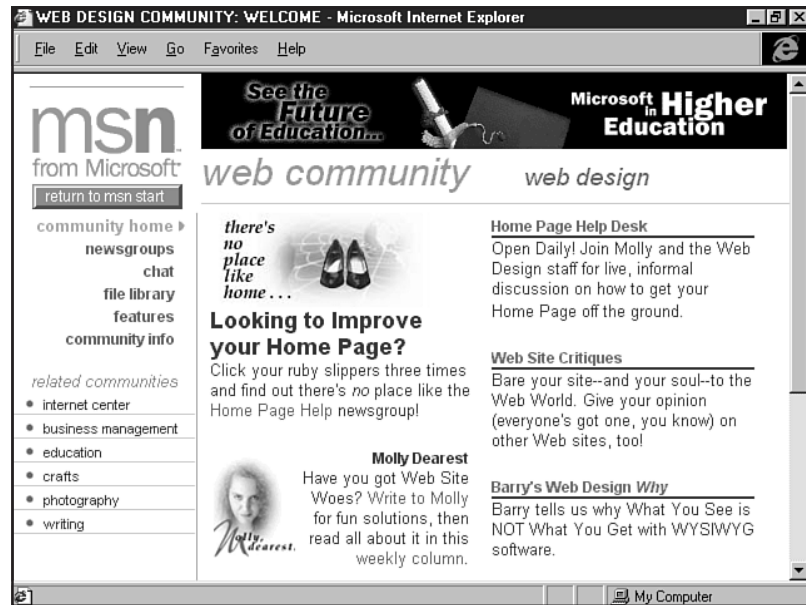 WEB DESIGN COMMUNITY: WELCOME - Microsoft Internet Explorer
File Edit View Go Favorites Help
msn
from Microsoft
return to msn start
community home
newsgroups
chat
file library
features
community info
related communities
internet center
business management
education
crafts
photography
writing
See the
Future
of Education...
Microsoft in Higher
Education
web community
web design
there's
no
place
like
home . . .
Looking to Improve
your Home Page?
Click your ruby slippers three times
and find out there's no place like the
Home Page Help newsgroup!
Molly Dearest
Have you got Web Site
Woes? Write to Molly
for fun solutions, then
read all about it in this
weekly column.
Molly,
dearest.
Home Page Help Desk
Open Daily! Join Molly and the Web
Design staff for live, informal
discussion on how to get your
Home Page off the ground.
Web Site Critiques
Bare your site--and your soul--to the
Web World. Give your opinion
(everyone's got one, you know) on
other Web sites, too!
Barry's Web Design Why
Barry tells us why What You See is
NOT What You Get with WYSIWYG
software.
My Computer